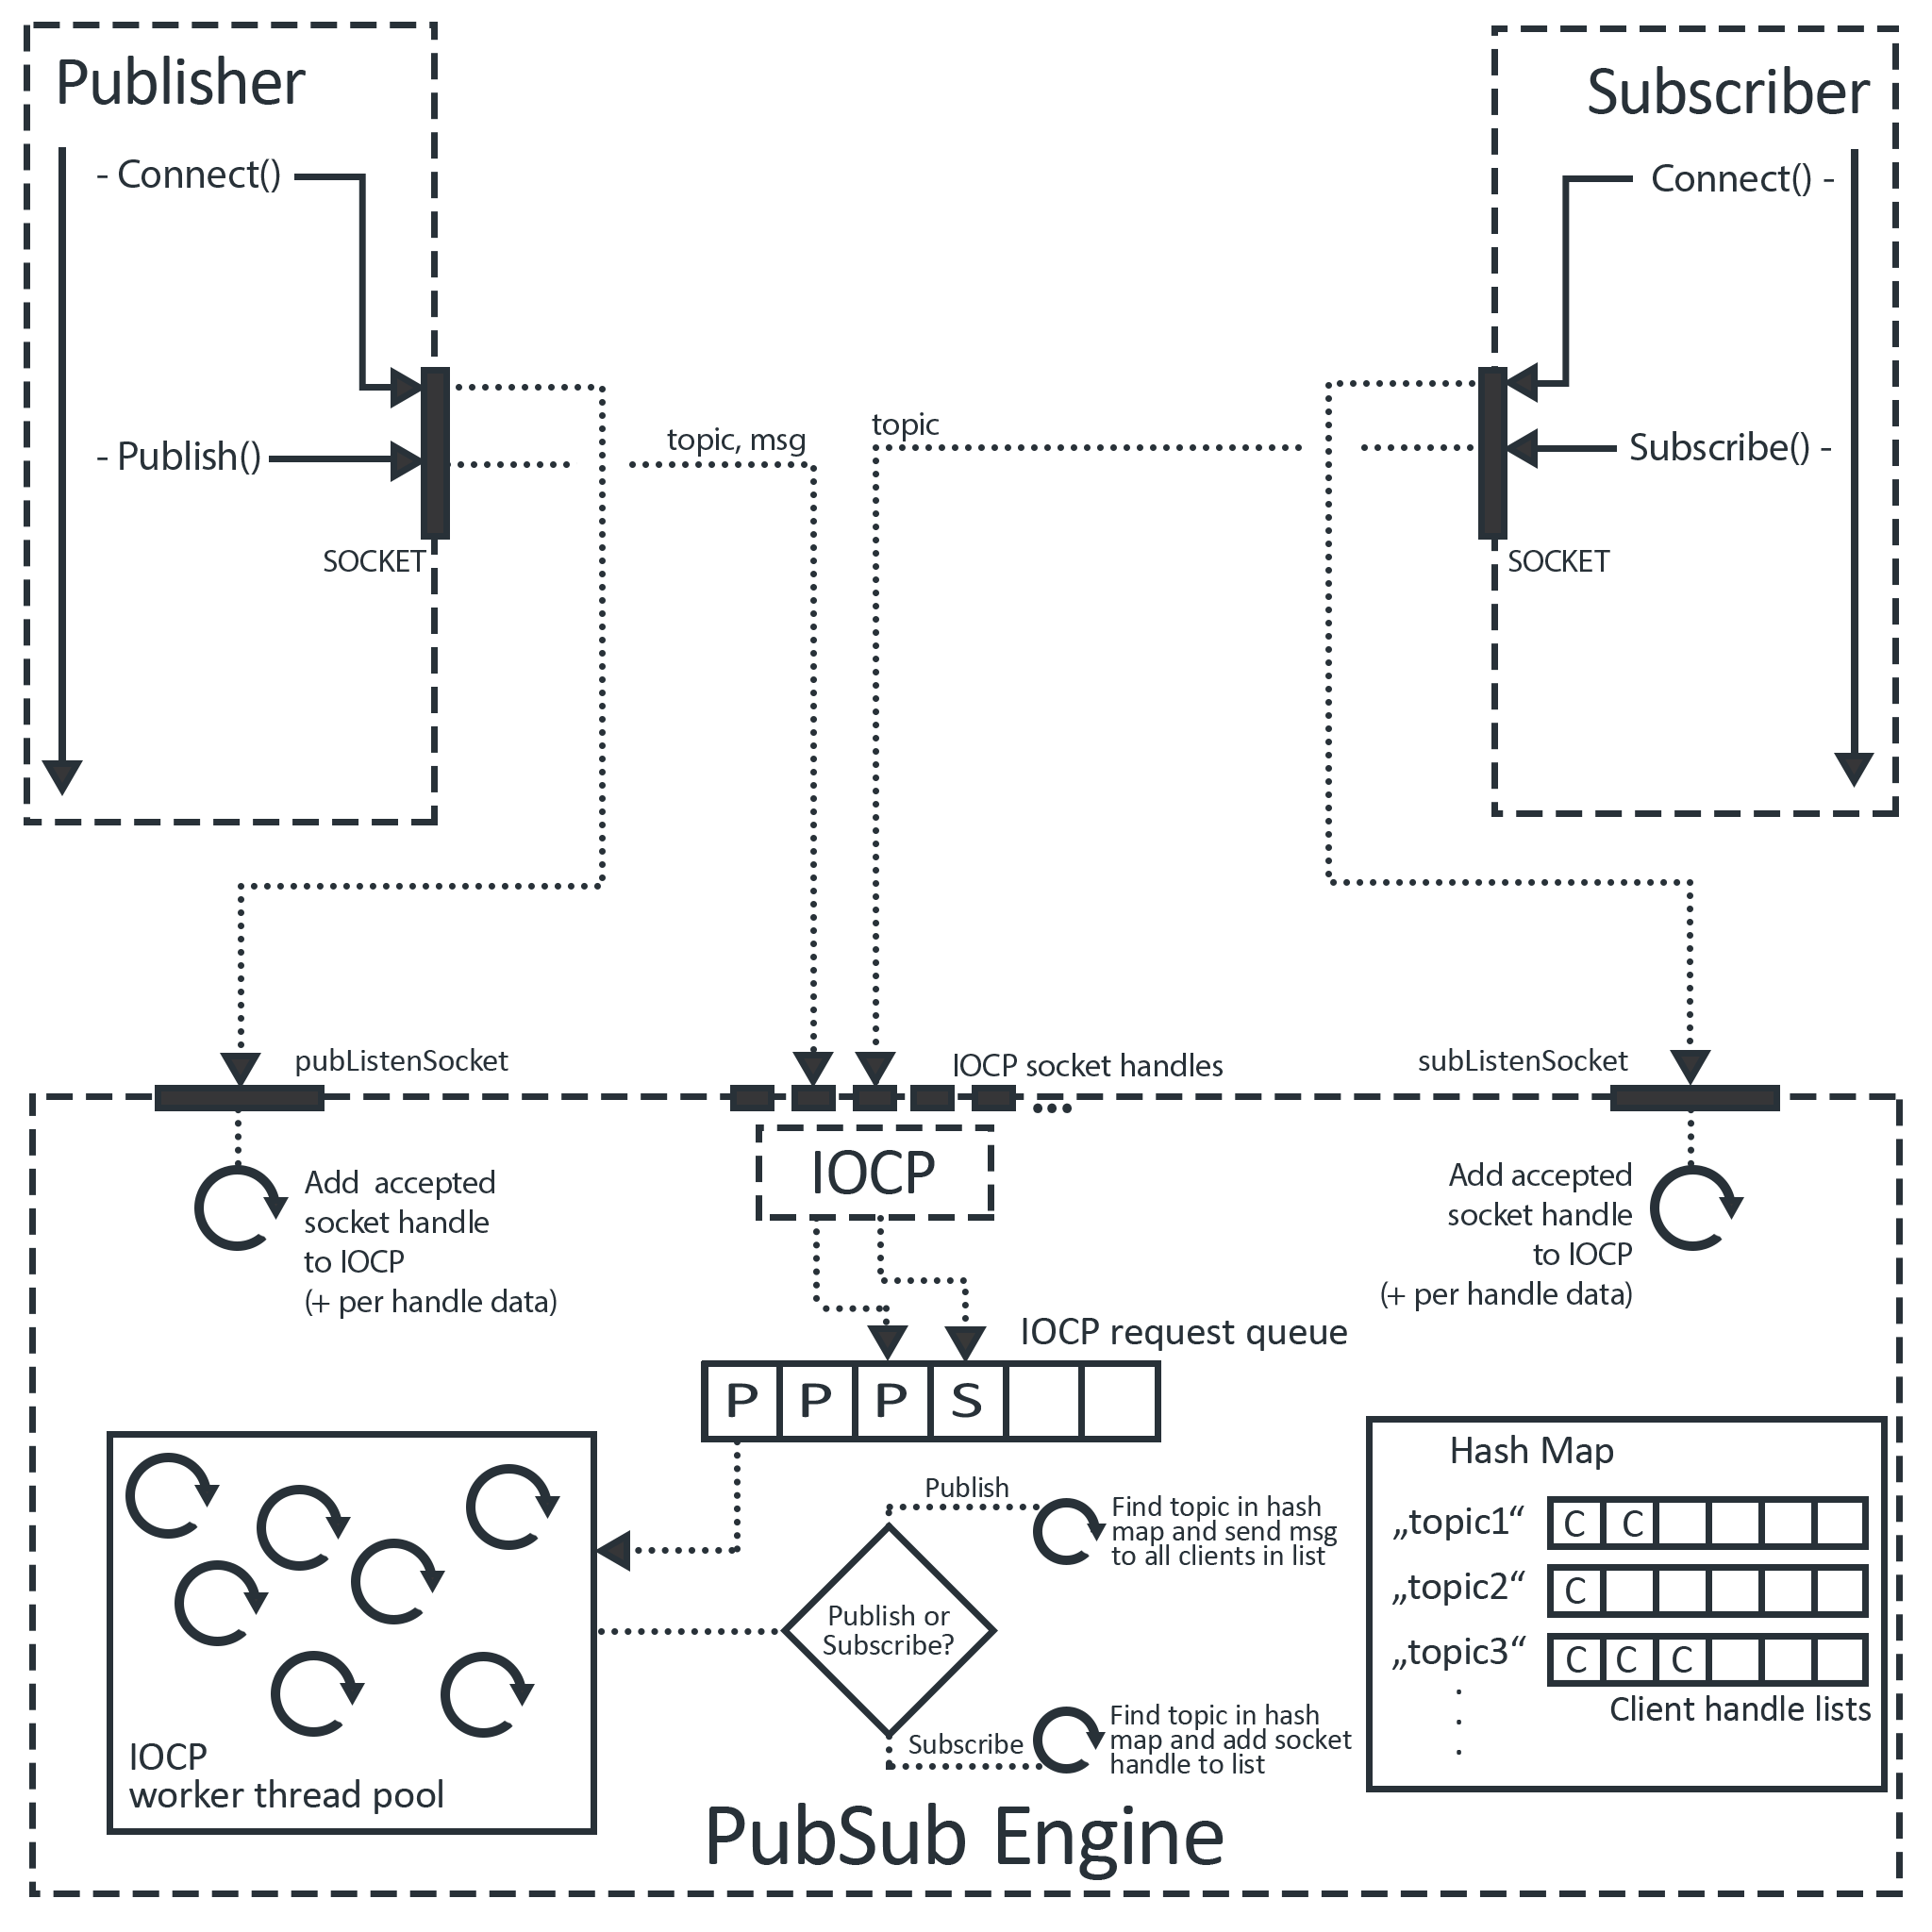 Publisher
- Connect()
- Publish()
SOCKET
topic, msg
topic
Subscriber
Connect() -
Subscribe() -
SOCKET
pubListenSocket
IOCP socket handles
subListenSocket
IOCP
Add accepted
socket handle
to IOCP
(+ per handle data)
Add accepted
socket handle
to IOCP
(+ per handle data)
IOCP request queue
P P P S
IOCP
worker thread pool
Publish or
Subscribe?
Publish
Find topic in hash
map and send msg
to all clients in list
Subscribe
Find topic in hash
map and add socket
handle to list
Hash Map
„topic1“ C C
„topic2“ C
„topic3“ C C C
Client handle lists
PubSub Engine